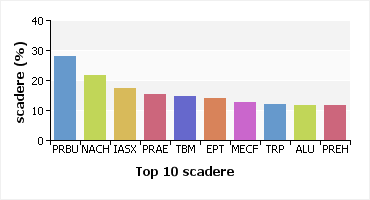 scadere (%)
40
30
20
10
0
PRBU NACH IASX PRAE TBM EPT MECF TRP ALU PREH
Top 10 scadere